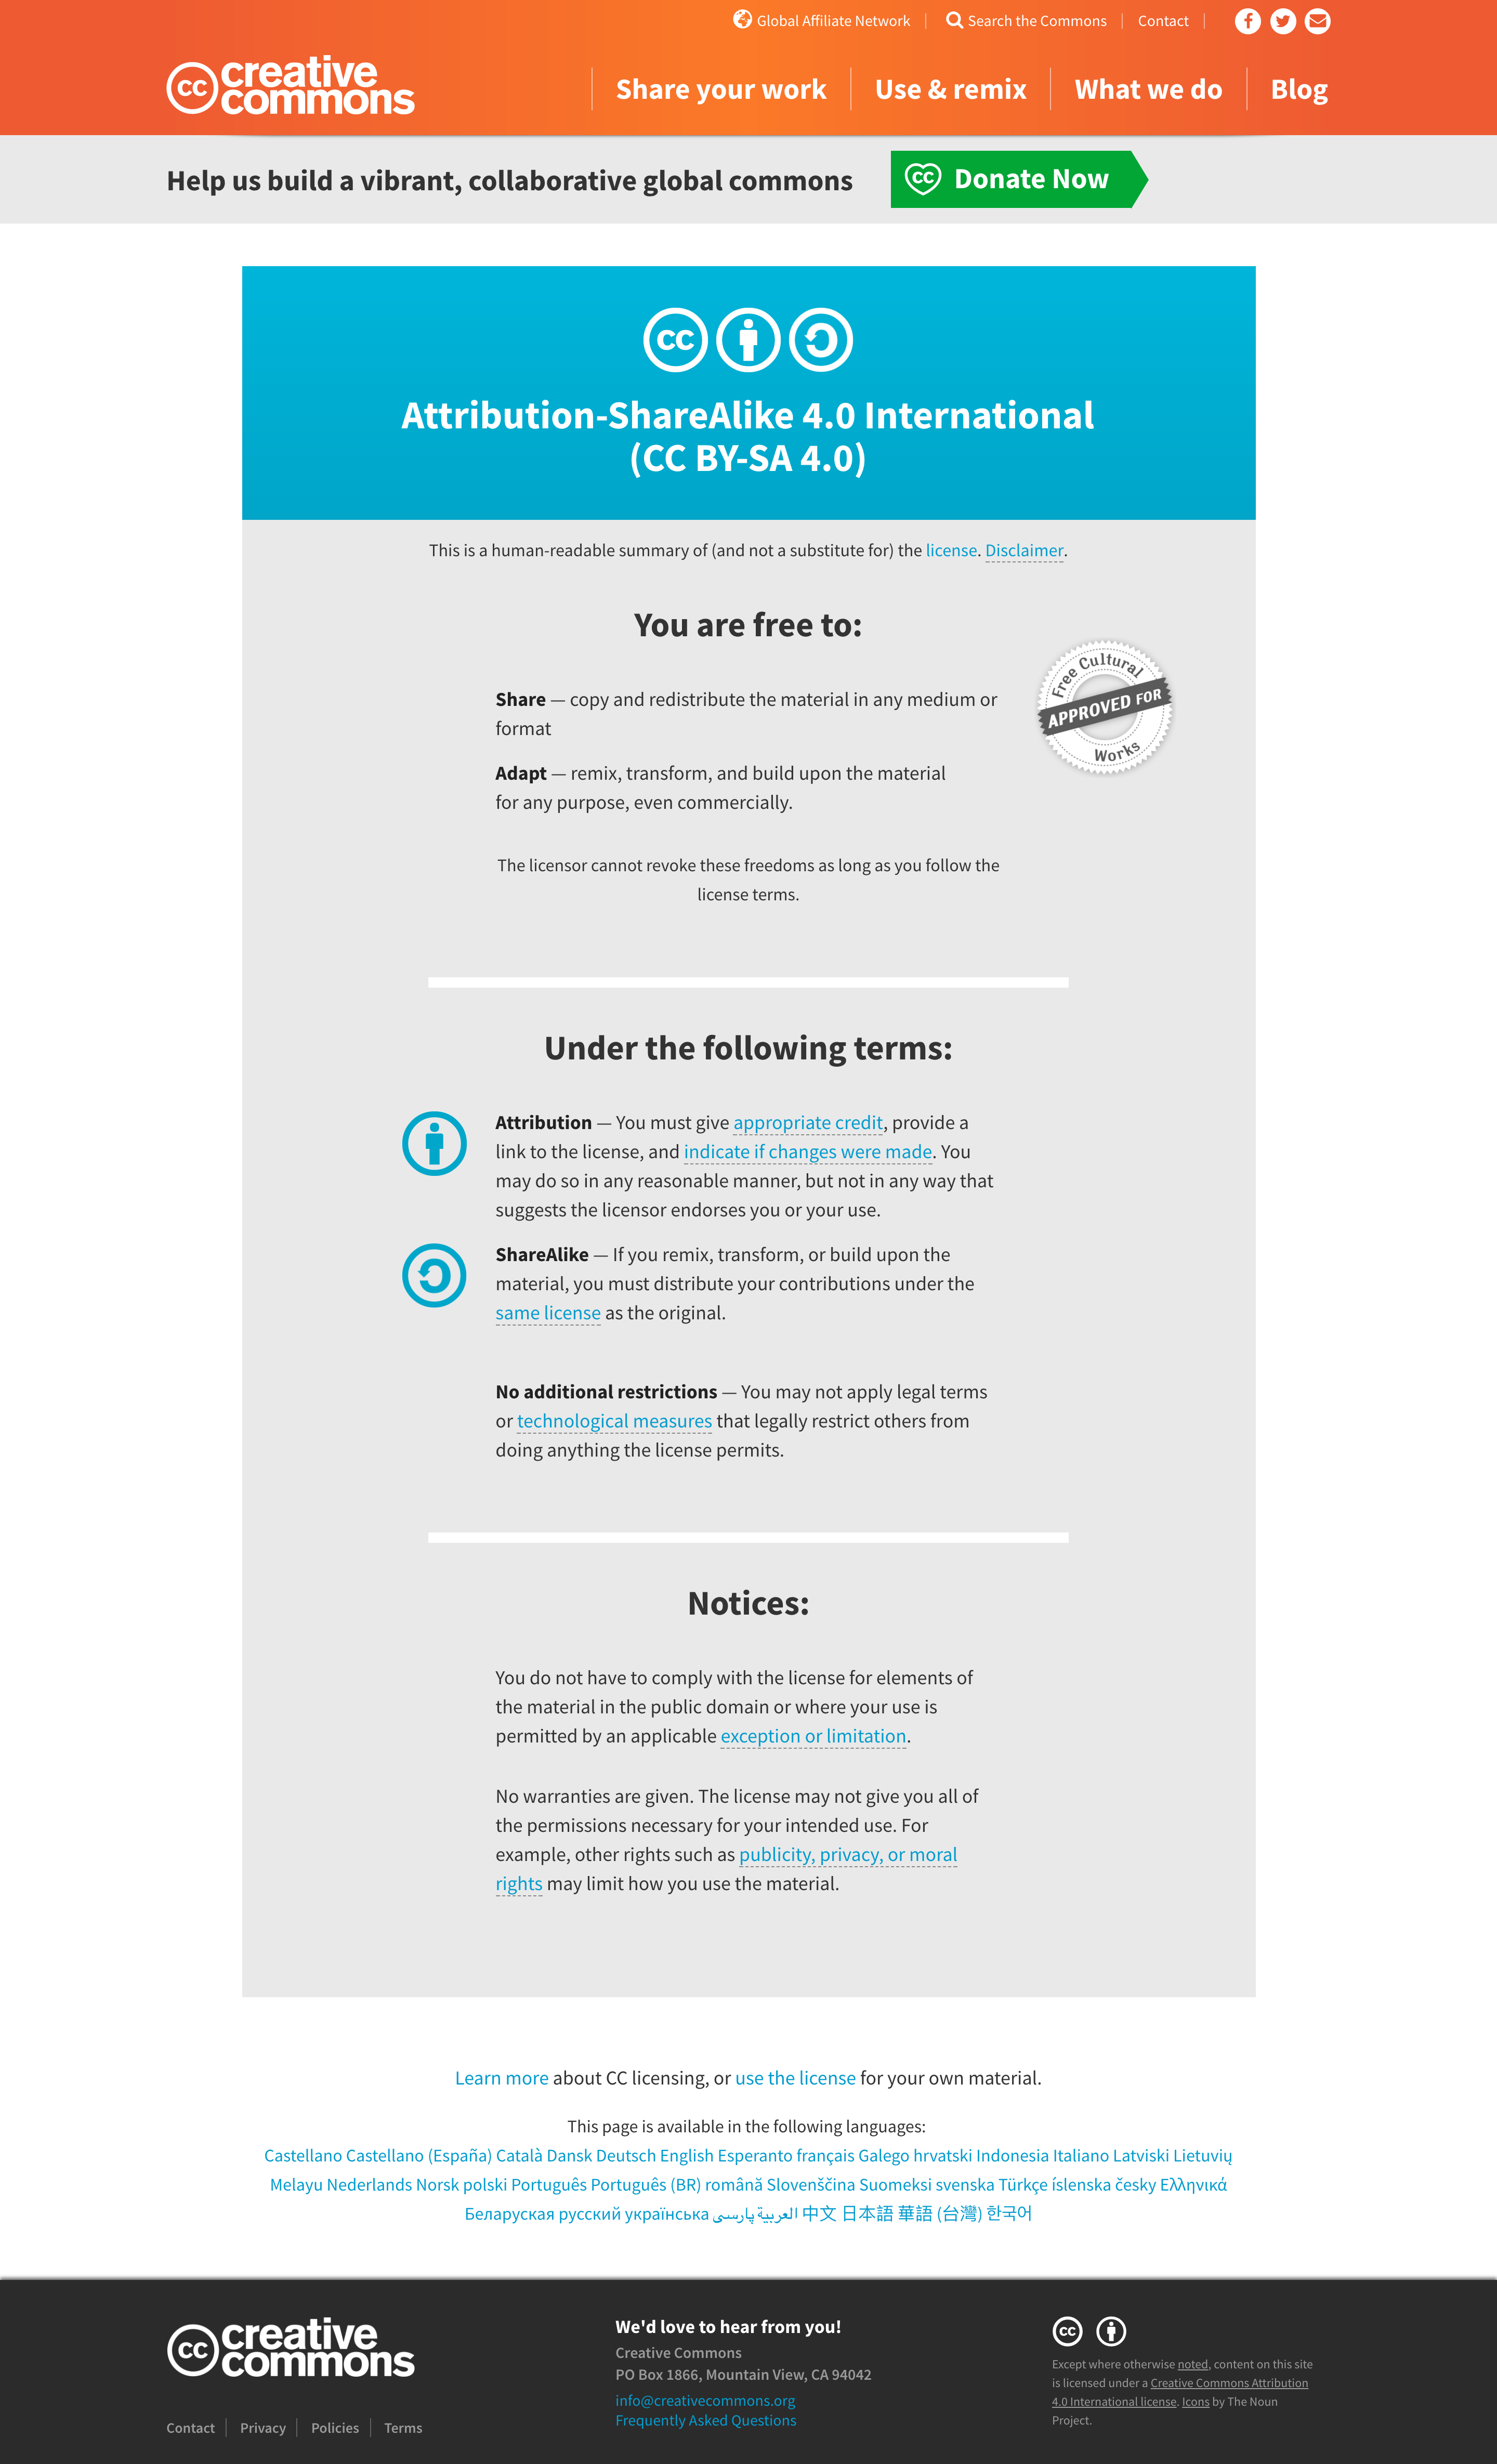 Global Affiliate Network
Search the Commons
Contact
cc creative commons
Share your work
Use & remix
What we do
Blog
Help us build a vibrant, collaborative global commons
cc Donate Now
cc
Attribution-ShareAlike 4.0 International
(CC BY-SA 4.0)
This is a human-readable summary of (and not a substitute for) the license. Disclaimer.
You are free to:
Free Cultural
APPROVED FOR
Works
Share — copy and redistribute the material in any medium or
format
Adapt — remix, transform, and build upon the material
for any purpose, even commercially.
The licensor cannot revoke these freedoms as long as you follow the
license terms.
Under the following terms:
Attribution — You must give appropriate credit, provide a
link to the license, and indicate if changes were made. You
may do so in any reasonable manner, but not in any way that
suggests the licensor endorses you or your use.
ShareAlike — If you remix, transform, or build upon the
material, you must distribute your contributions under the
same license as the original.
No additional restrictions — You may not apply legal terms
or technological measures that legally restrict others from
doing anything the license permits.
Notices:
You do not have to comply with the license for elements of
the material in the public domain or where your use is
permitted by an applicable exception or limitation.
No warranties are given. The license may not give you all of
the permissions necessary for your intended use. For
example, other rights such as publicity, privacy, or moral
rights may limit how you use the material.
Learn more about CC licensing, or use the license for your own material.
This page is available in the following languages:
Castellano Castellano (España) Català Dansk Deutsch English Esperanto français Galego hrvatski Indonesia Italiano Latviski Lietuvių
Melayu Nederlands Norsk polski Português Português (BR) română Slovenščina Suomeksi svenska Türkçe íslenska česky Ελληνικά
Беларуская русский українська العربية پارسی 中文 日本語 華語 (台灣) 한국어
cc creative commons
Contact
Privacy
Policies
Terms
We'd love to hear from you!
Creative Commons
PO Box 1866, Mountain View, CA 94042
info@creativecommons.org
Frequently Asked Questions
cc
Except where otherwise noted, content on this site
is licensed under a Creative Commons Attribution
4.0 International license. Icons by The Noun
Project.